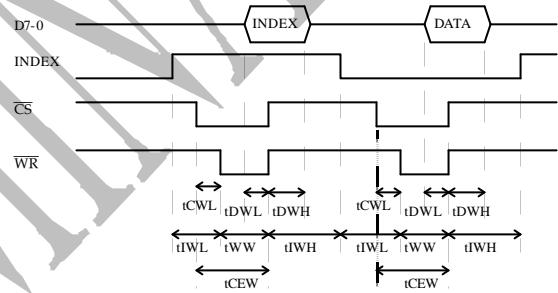 D7-0 INDEX DATA
INDEX
CS
WR
tCWL tDWL tDWH tCWL tDWL tDWH
tIWL tWW tIWH tIWL tWW tIWH
tCEW tCEW